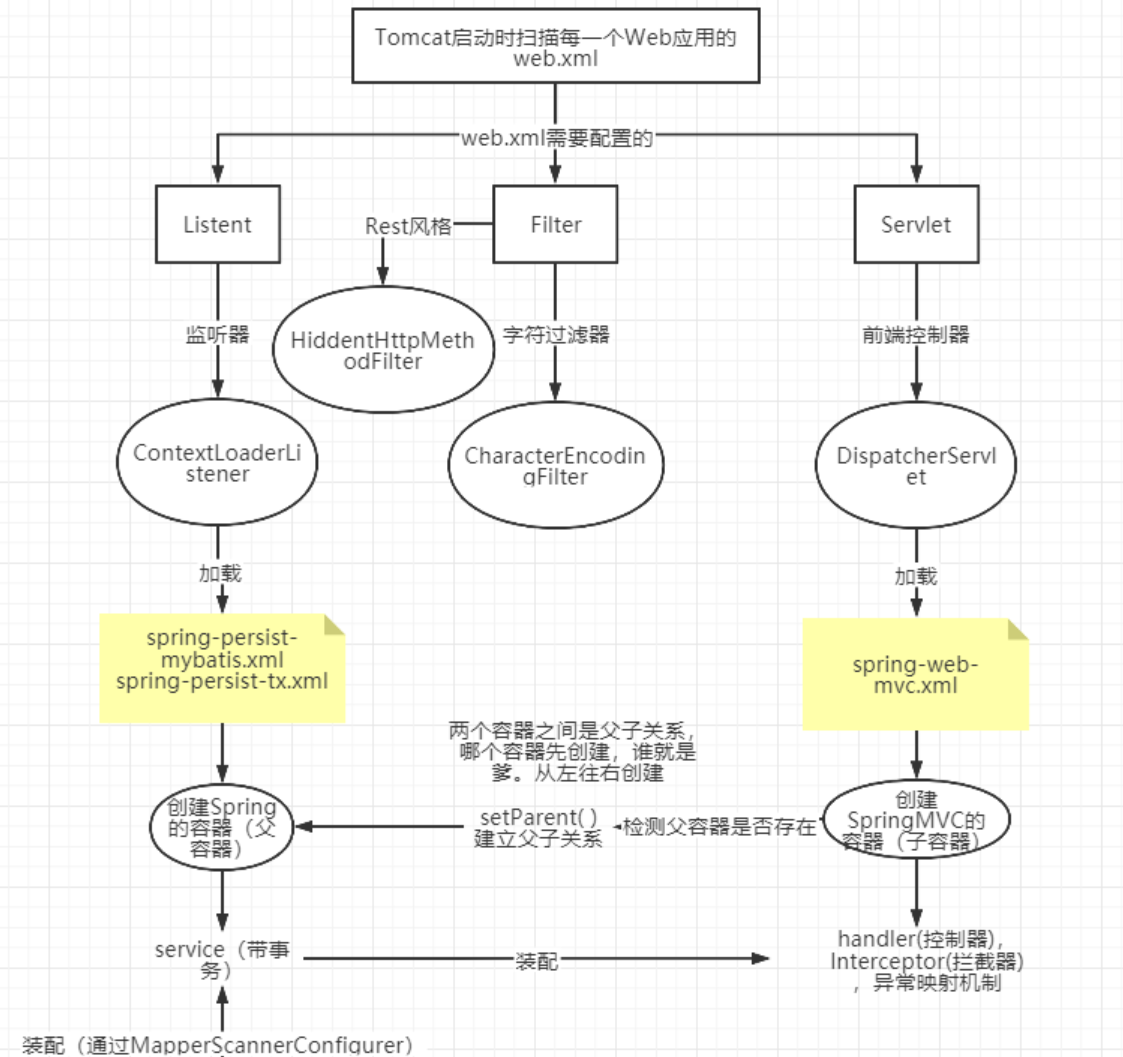 Tomcat启动时扫描每一个Web应用的
web.xml
web.xml需要配置的
Listent
Rest风格
Filter
Servlet
监听器
HiddentHttpMeth
odFilter
字符过滤器
前端控制器
ContextLoaderLi
stener
CharacterEncodin
gFilter
DispatcherServl
et
加载
加载
spring-persist-
mybatis.xml
spring-persist-tx.xml
spring-web-
mvc.xml
两个容器之间是父子关系，
哪个容器先创建，谁就是
爹。从左往右创建
创建Spring
的容器（父
容器）
setParent( )
建立父子关系
检测父容器是否存在
创建
SpringMVC的
容器（子容器）
service（带事
务）
装配
handler(控制器)，
Interceptor(拦截器)
，异常映射机制
装配（通过MapperScannerConfigurer）